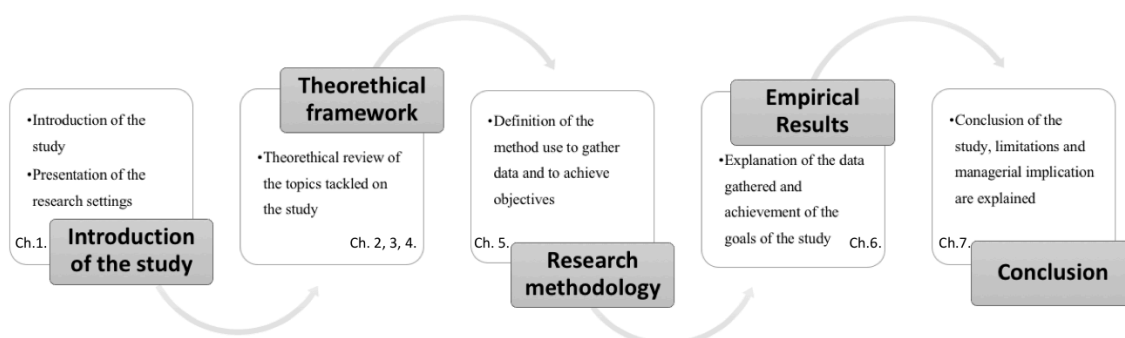 •Introduction of the
study
•Presentation of the
research settings
Ch.1.
Introduction
of the study
Theorethical
framework
•Theorethical review of
the topics tackled on
the study
Ch. 2, 3, 4.
•Definition of the
method use to gather
data and to achieve
objectives
Ch. 5.
Research
methodology
Empirical
Results
•Explanation of the data
gathered and
achievement of the
goals of the study
Ch.6.
•Conclusion of the
study, limitations and
managerial implication
are explained
Ch.7.
Conclusion